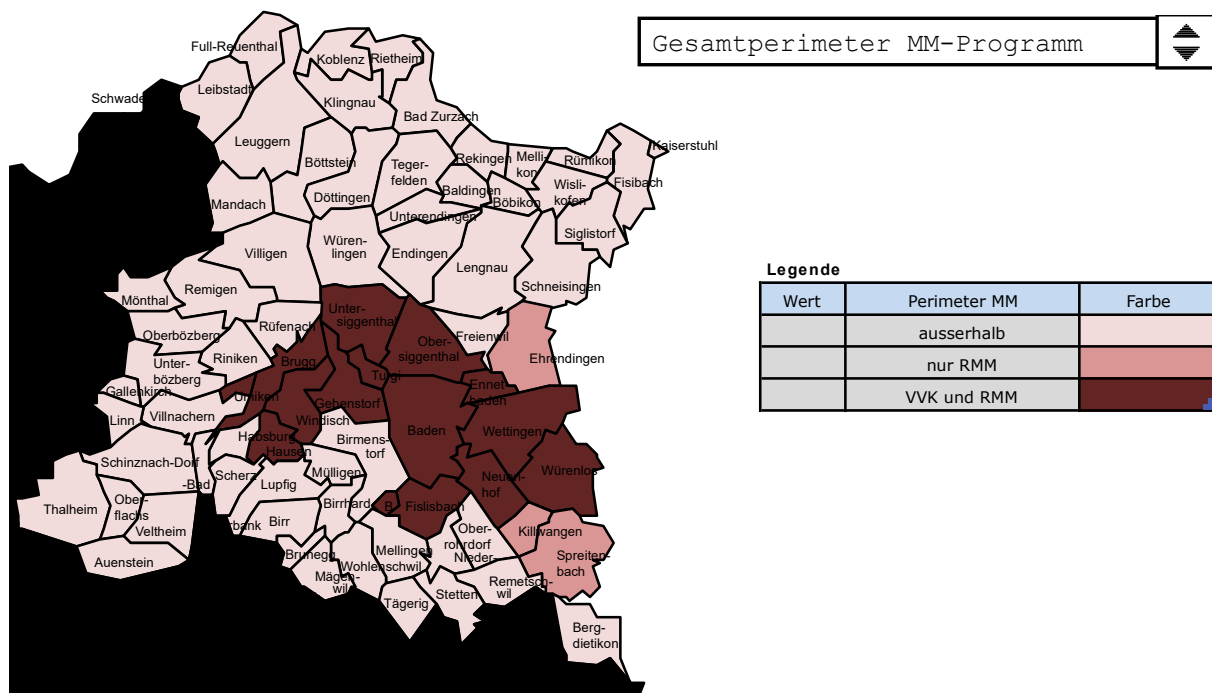 Gesamtperimeter MM-Programm
Full-Reuenthal
Koblenz
Rietheim
Leibstadt
Schwade
Klingnau
Bad Zurzach
Leuggern
Böttstein
Teger-
felden
Rekingen
Melli-
kon
Rümikon
Kaiserstuhl
Fisibach
Wisli-
kofen
Baldingen
Böbikon
Mandach
Döttingen
Unterendingen
Siglistorf
Villigen
Würen-
lingen
Endingen
Lengnau
Schneisingen
Remigen
Mönthal
Oberbözberg
Rüfenach
Unter-
siggenthal
Ober-
siggenthal
Freienwil
Ehrendingen
Riniken
Unter-
bözberg
Brugg
Turgi
Ennet-
baden
Gallenkirch
Umiken
Gebenstorf
Linn
Villnachern
Windisch
Baden
Wettingen
Habsburg
Hausen
Birmens-
torf
Schinznach-Dorf
-Bad
Scherz
Lupfig
Mülligen
Neuen-
hof
Würenlos
Thalheim
Ober-
flachs
Veltheim
Birrhard
B
Fislisbach
rbank
Birr
Ober-
rohrdorf
Nieder-
Killwangen
Spreiten-
bach
Auenstein
Brunegg
Mägen-
wil
Wohlenschwil
Mellingen
Remetsch-
wil
Stetten
Tägerig
Berg-
dietikon
Legende
Wert Perimeter MM Farbe
ausserhalb
nur RMM
VVK und RMM